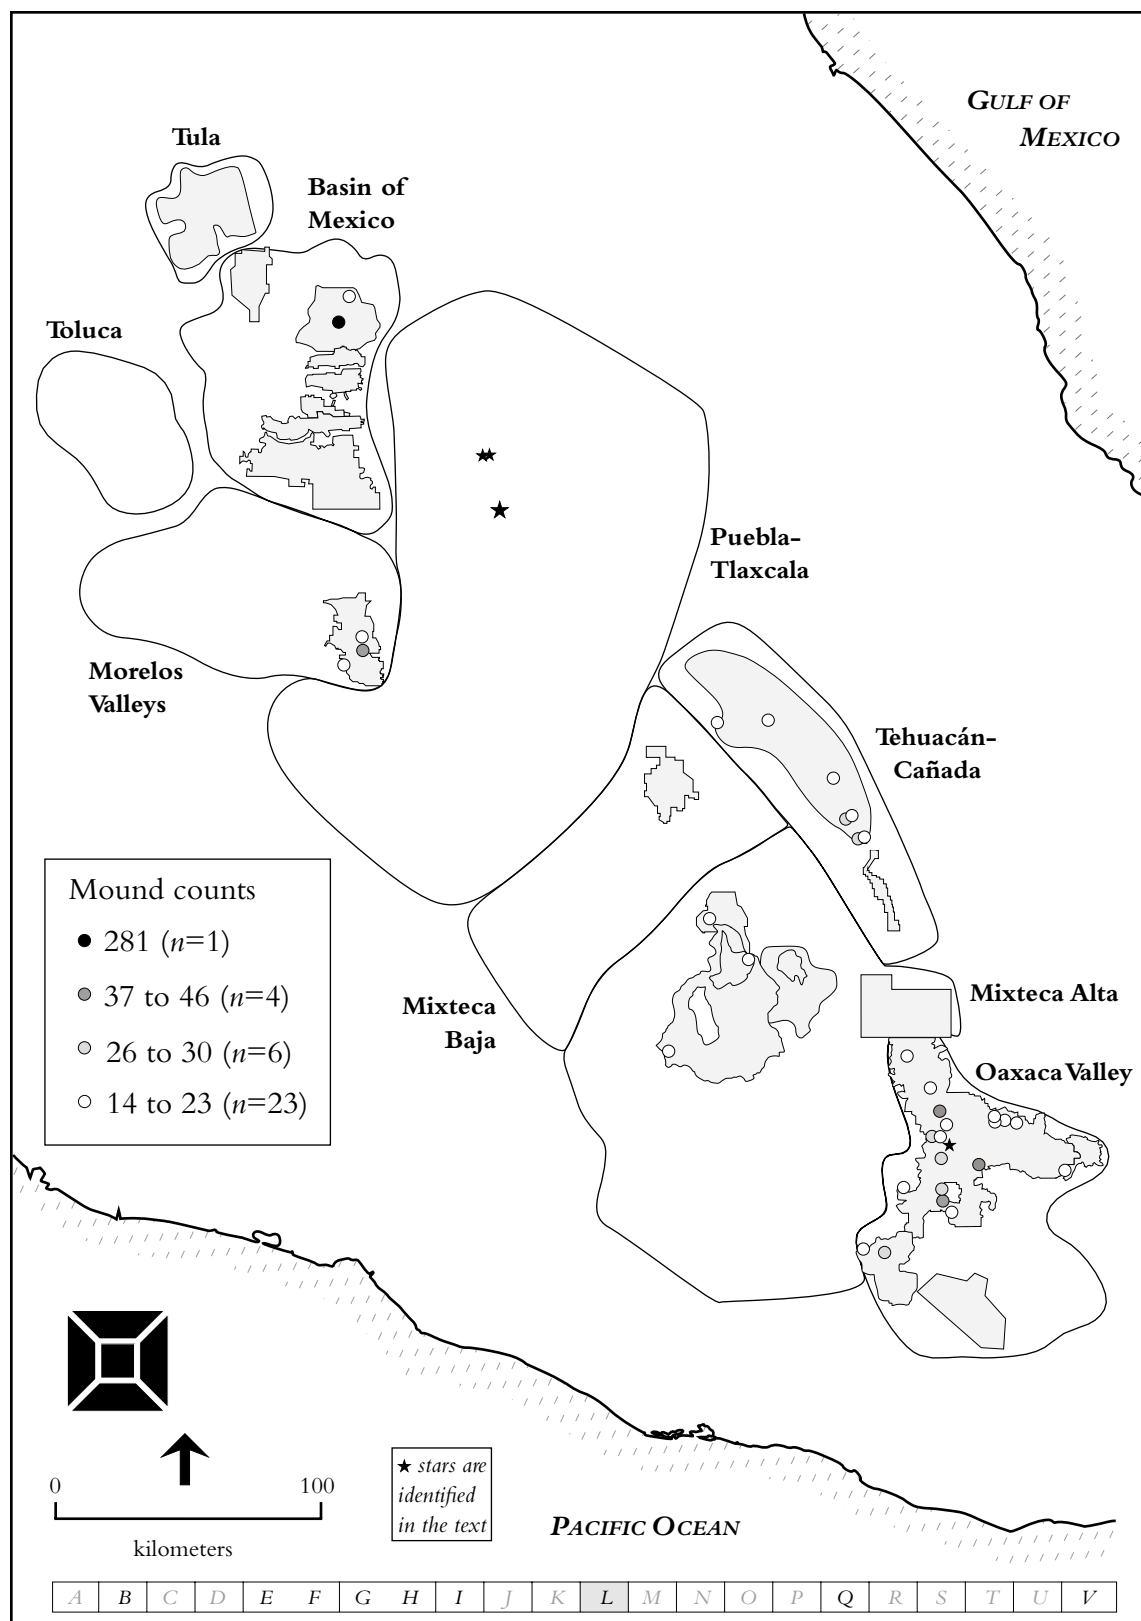 GULF OF
MEXICO
Tula
Basin of
Mexico
Toluca
Puebla-
Tlaxcala
Morelos
Valleys
Tehuacán-
Cañada
Mound counts
281 (n=1)
37 to 46 (n=4)
26 to 30 (n=6)
14 to 23 (n=23)
Mixteca
Baja
Mixteca Alta
Oaxaca Valley
0 100
kilometers
★ stars are
identified
in the text
PACIFIC OCEAN
A B C D E F G H I J K L M N O P Q R S T U V